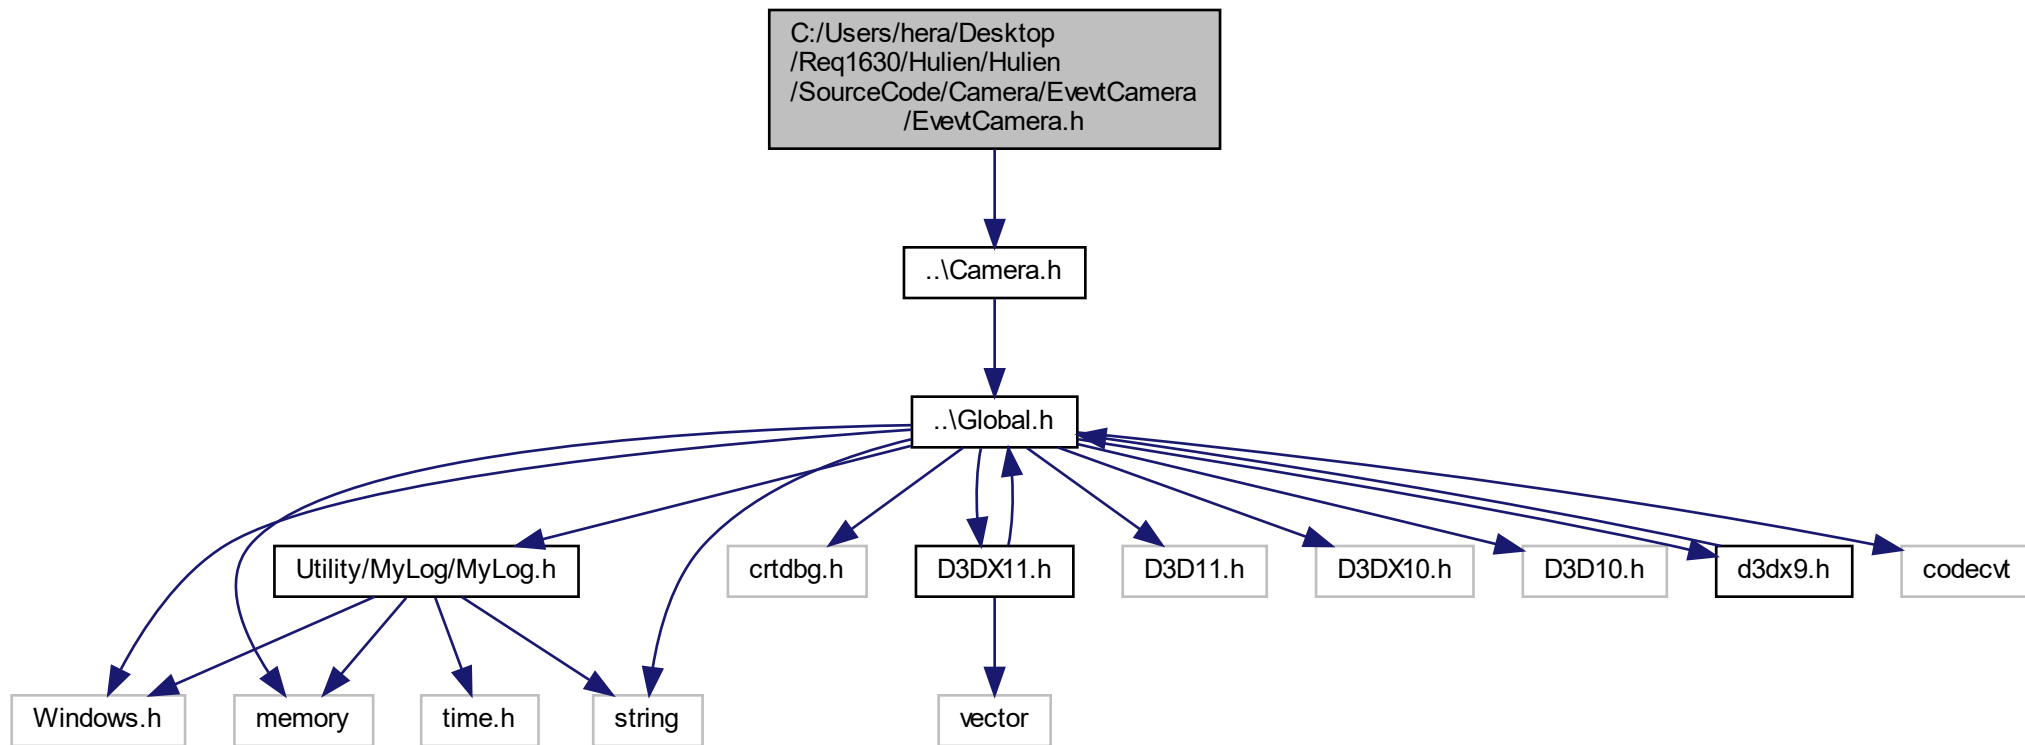 C:/Users/hera/Desktop
/Req1630/Hulien/Hulien
/SourceCode/Camera/EvevtCamera
/EvevtCamera.h
..\Camera.h
..\Global.h
Utility/MyLog/MyLog.h
crtdbg.h
D3DX11.h
D3D11.h
D3DX10.h
D3D10.h
d3dx9.h
codecvt
Windows.h
memory
time.h
string
vector